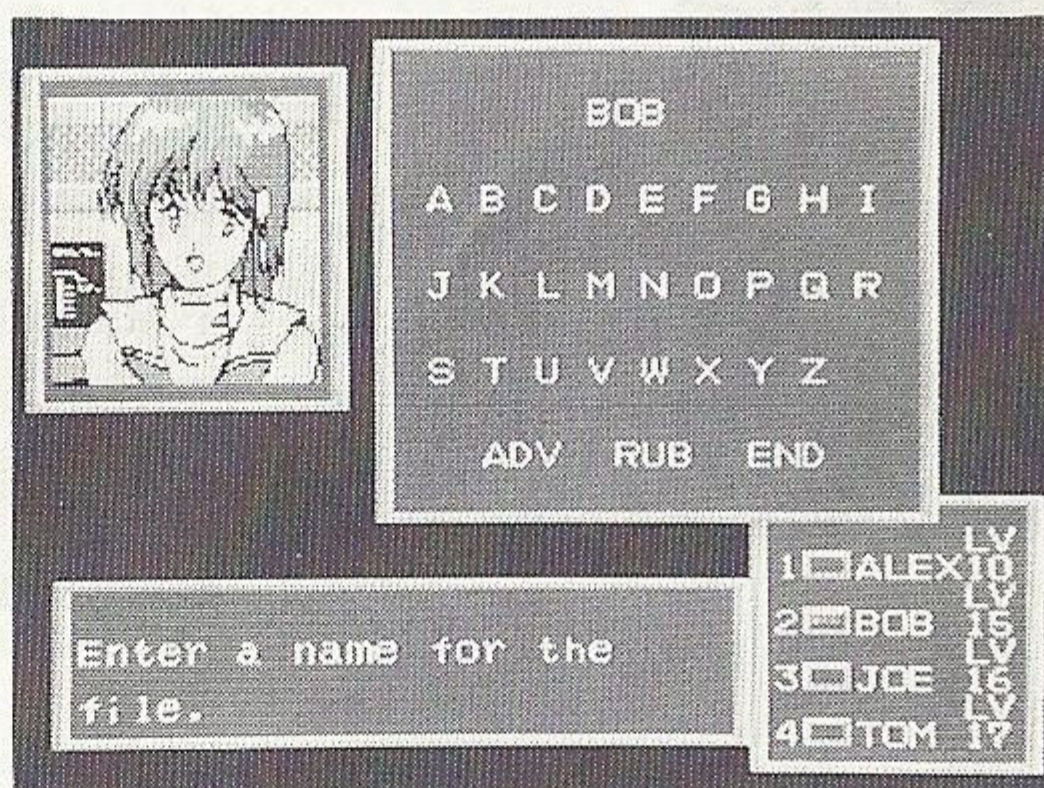 BOB
A B C D E F G H I
J K L M N O P Q R
S T U V W X Y Z
ADV RUB END
LV
1 ALEX 10
LV
2 BOB 15
LV
3 JOE 16
LV
4 TOM 17
Enter a name for the
file.